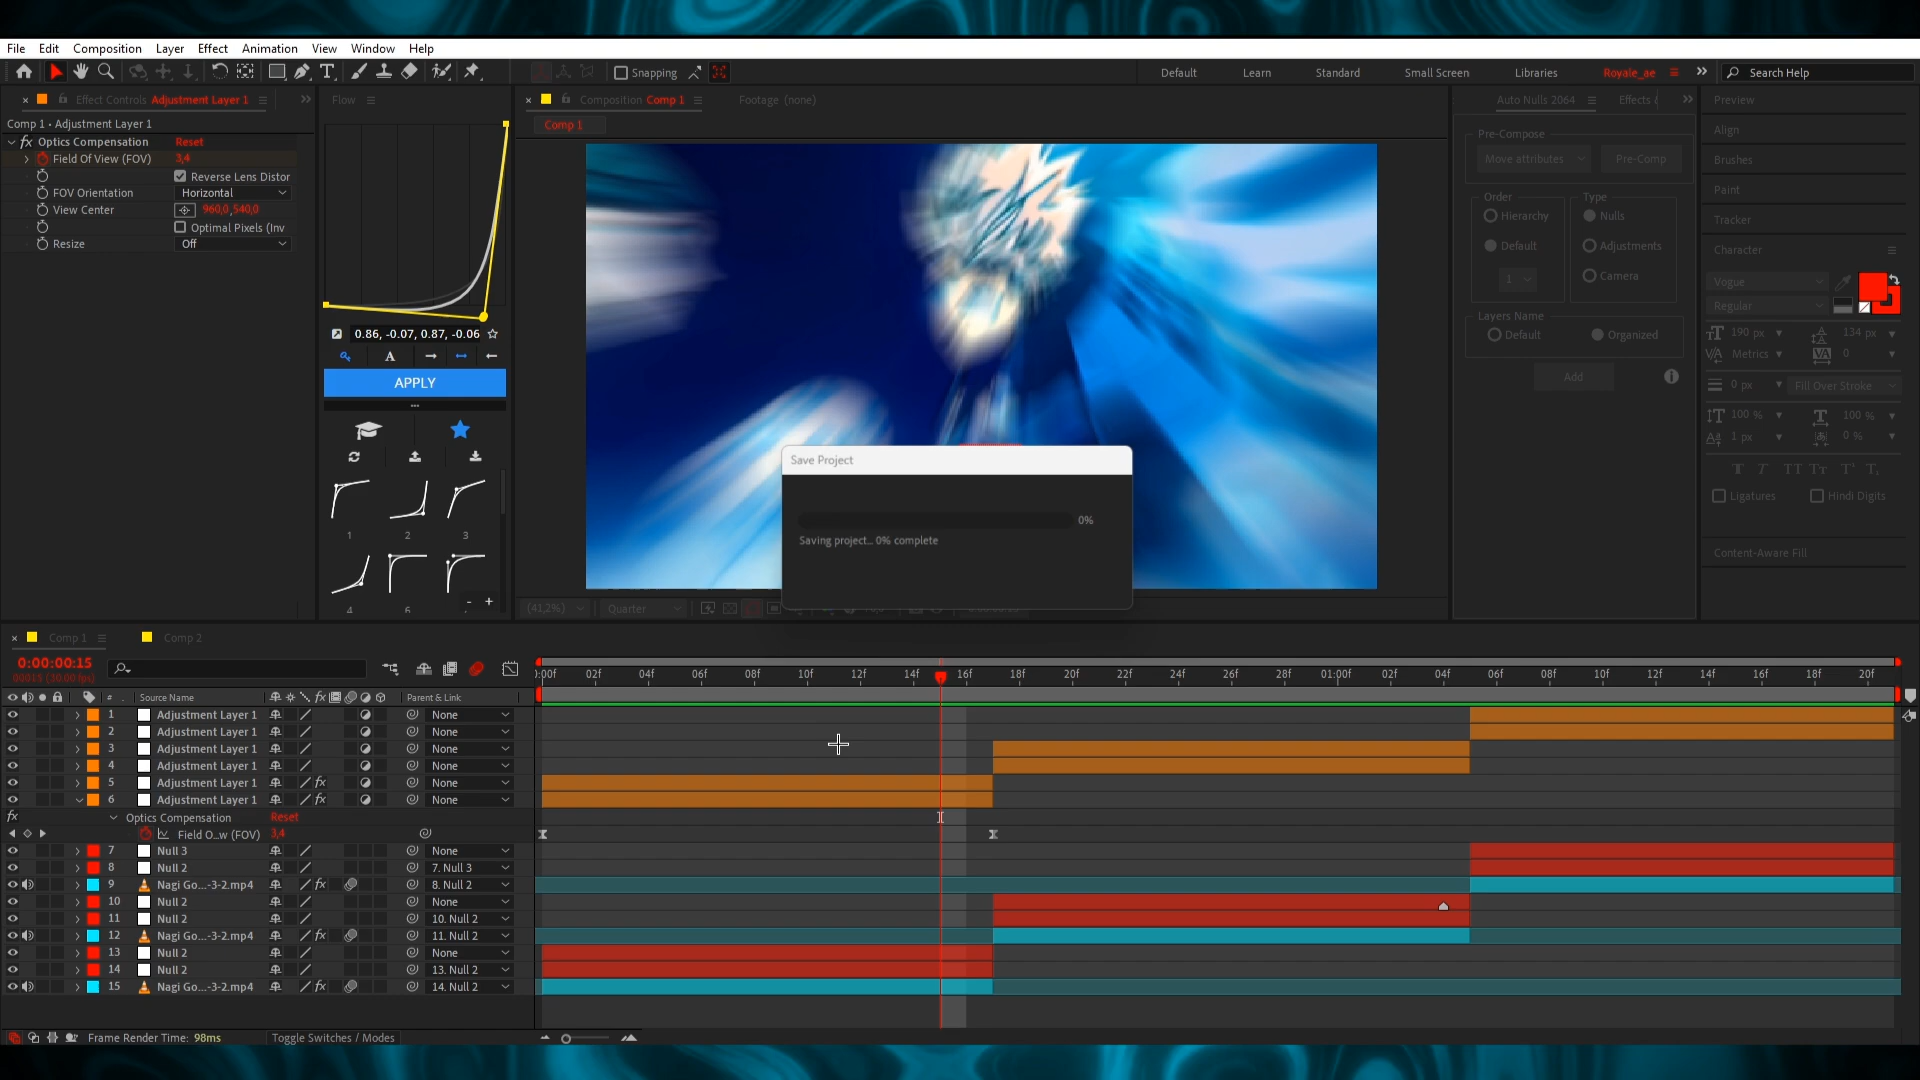 File Edit Composition Layer Effect Animation View Window Help
Snapping
Default Learn Standard Small Screen Libraries Royale_ae Search Help
Effect Controls Adjustment Layer 1
Flow
Composition Comp 1
Footage (none)
Auto Nulls 2064
Effects
Preview
Comp 1 • Adjustment Layer 1
Comp 1
fx Optics Compensation Reset
Field Of View (FOV) 3,4
Reverse Lens Distor
FOV Orientation Horizontal
View Center 960,0,540,0
Optimal Pixels (Inv
Resize Off
0.86, -0.07, 0.87, -0.06
A
APPLY
1 2 3
4 6
- +
Pre-Compose
Move attributes Pre-Comp
Order Type
Hierarchy Nulls
Default Adjustments
1 Camera
Layers Name
Default Organized
Add
Align
Brushes
Paint
Tracker
Character
Vogue
Regular
190 px 134 px
Metrics 0
0 px Fill Over Stroke
100 % 100 %
1 px 0 %
Ligatures Hindi Digits
Content-Aware Fill
Save Project
0%
Saving project... 0% complete
(41,2%) Quarter
Comp 1 Comp 2
0:00:00:15
00015 (30.00 fps)
:00f 02f 04f 06f 08f 10f 12f 14f 16f 18f 20f 22f 24f 26f 28f 01:00f 02f 04f 06f 08f 10f 12f 14f 16f 18f 20f
# Source Name fx Parent & Link
1 Adjustment Layer 1 None
2 Adjustment Layer 1 None
3 Adjustment Layer 1 None
4 Adjustment Layer 1 None
5 Adjustment Layer 1 fx None
6 Adjustment Layer 1 fx None
fx Optics Compensation Reset
Field O...w (FOV) 3,4
7 Null 3 None
8 Null 2 7. Null 3
9 Nagi Go...-3-2.mp4 fx 8. Null 2
10 Null 2 None
11 Null 2 10. Null 2
12 Nagi Go...-3-2.mp4 fx 11. Null 2
13 Null 2 None
14 Null 2 13. Null 2
15 Nagi Go...-3-2.mp4 fx 14. Null 2
Frame Render Time: 98ms Toggle Switches / Modes